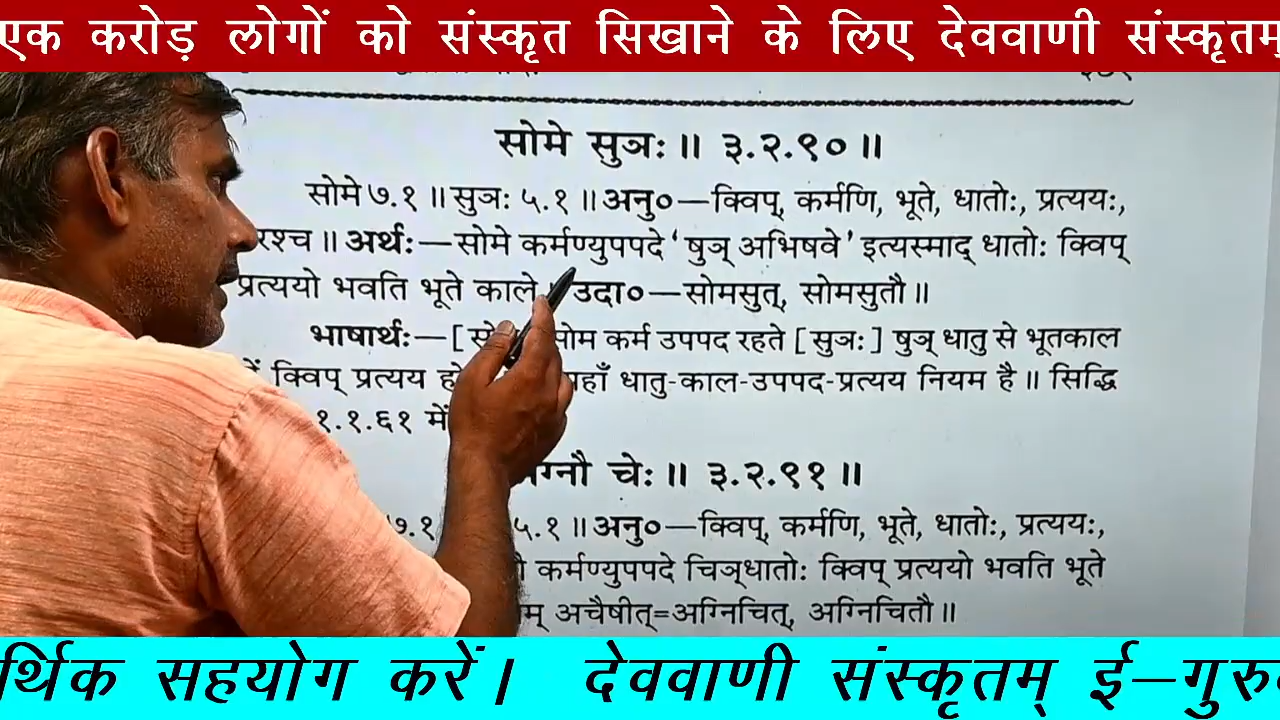 एक करोड़ लोगों को संस्कृत सिखाने के लिए देववाणी संस्कृतम्
सोमे सुञः॥ ३.२.९०॥
सोमे ७.१॥ सुञः ५.१॥ अनु०—क्विप्, कर्मणि, भूते, धातोः, प्रत्ययः,
रश्च॥ अर्थः—सोमे कर्मण्युपपदे ‘षुञ् अभिषवे’ इत्यस्माद् धातोः क्विप्
प्रत्ययो भवति भूते काले उदा०—सोमसुत्, सोमसुतौ॥
भाषार्थः—[ सोम कर्म उपपद रहते [सुञः] षुञ् धातु से भूतकाल
क्विप् प्रत्यय धातु-काल-उपपद-प्रत्यय नियम है॥ सिद्धि
१.१.६१ में
चेः॥ ३.२.९१॥
७.१ ५.१॥ अनु०—क्विप्, कर्मणि, भूते, धातोः, प्रत्ययः,
कर्मण्युपपदे चिञ्धातोः क्विप् प्रत्ययो भवति भूते
अचैषीत्=अग्निचित्, अग्निचितौ॥
र्थिक सहयोग करें। देववाणी संस्कृतम् ई-गुरु